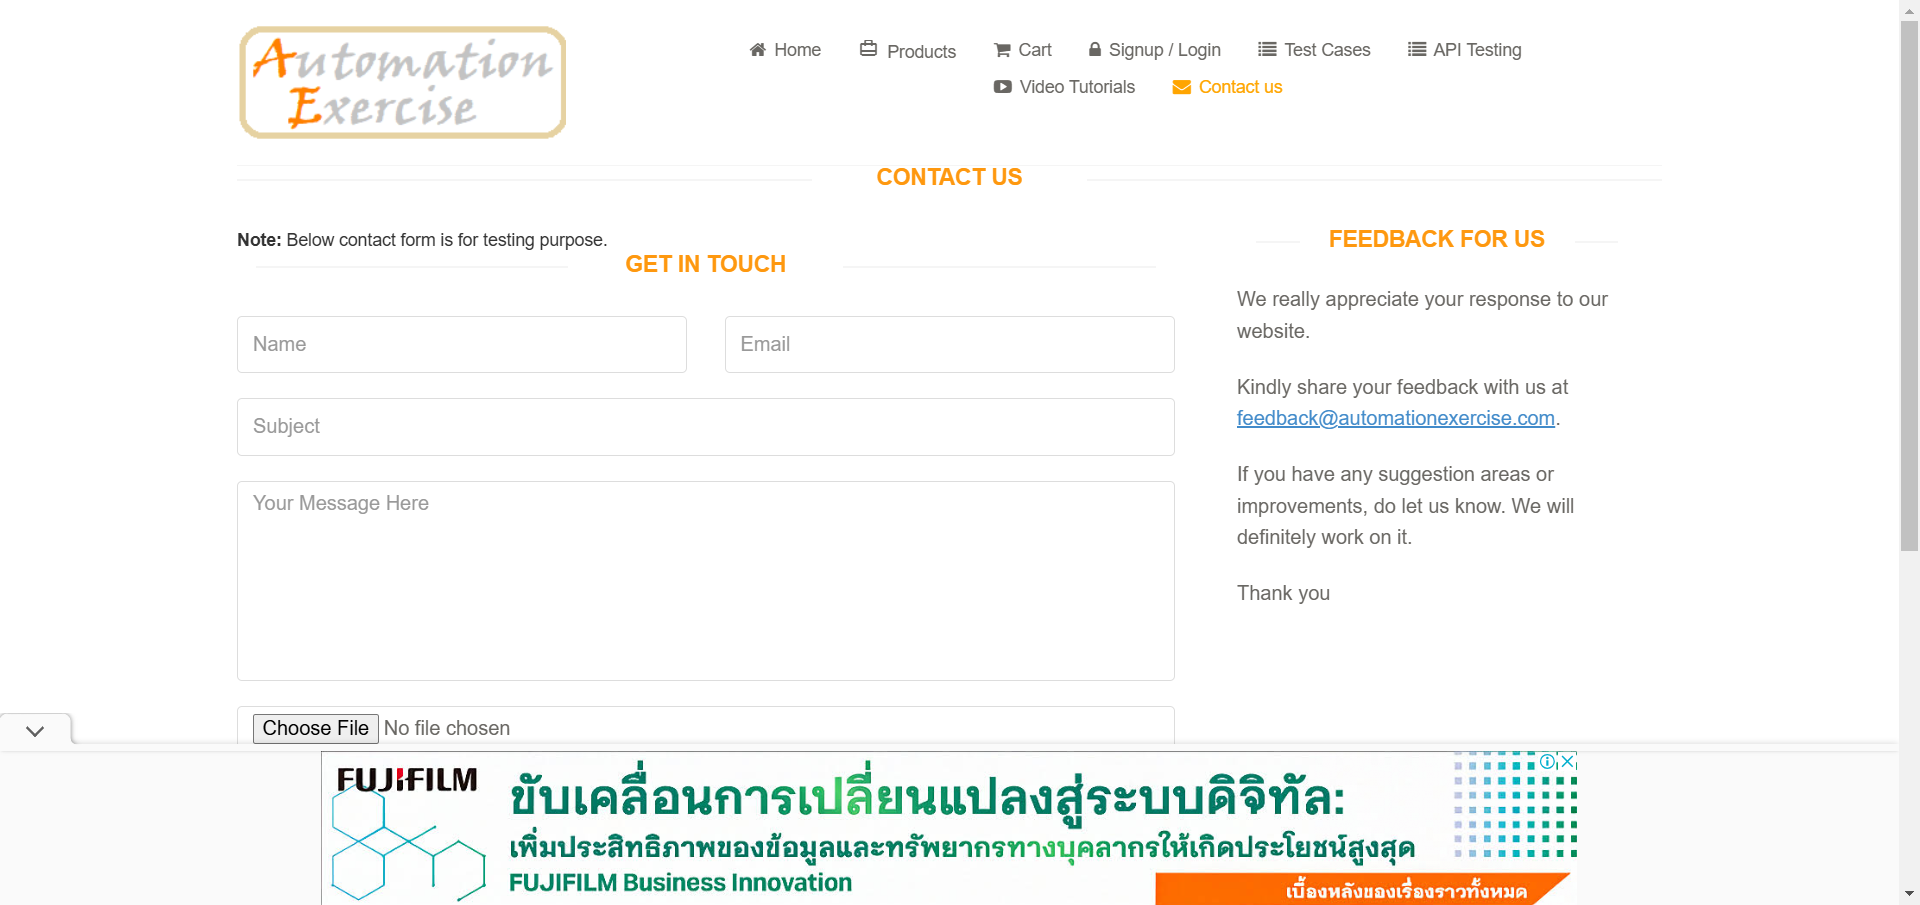 Automation
Exercise
Home
Products
Cart
Signup / Login
Test Cases
API Testing
Video Tutorials
Contact us
CONTACT US
Note: Below contact form is for testing purpose.
GET IN TOUCH
Name
Email
Subject
Your Message Here
Choose File No file chosen
FEEDBACK FOR US
We really appreciate your response to our
website.
Kindly share your feedback with us at
feedback@automationexercise.com.
If you have any suggestion areas or
improvements, do let us know. We will
definitely work on it.
Thank you
FUJIFILM
ขับเคลื่อนการเปลี่ยนแปลงสู่ระบบดิจิทัล:
เพิ่มประสิทธิภาพของข้อมูลและทรัพยากรทางบุคลากรให้เกิดประโยชน์สูงสุด
FUJIFILM Business Innovation
เบื้องหลังของเรื่องราวทั้งหมด